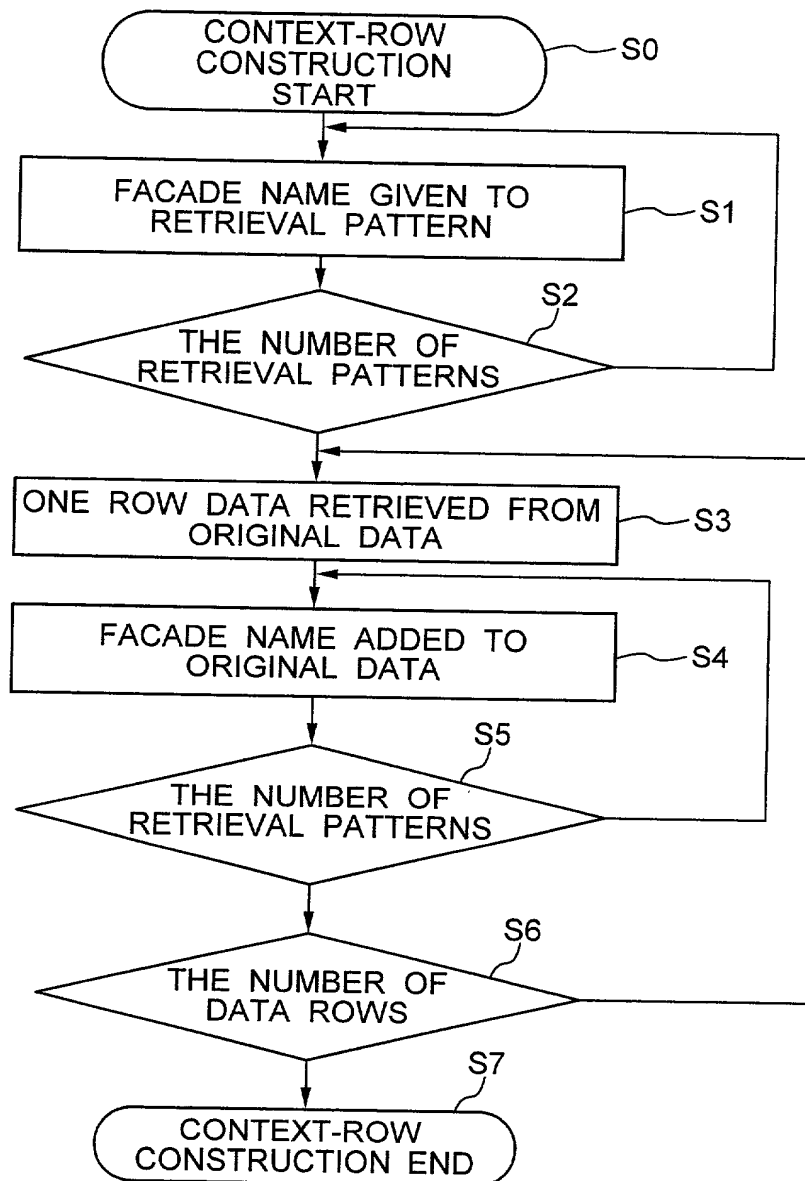 CONTEXT-ROW
CONSTRUCTION
START
S0
FACADE NAME GIVEN TO
RETRIEVAL PATTERN
S1
S2
THE NUMBER OF
RETRIEVAL PATTERNS
ONE ROW DATA RETRIEVED FROM
ORIGINAL DATA
S3
FACADE NAME ADDED TO
ORIGINAL DATA
S4
S5
THE NUMBER OF
RETRIEVAL PATTERNS
S6
THE NUMBER OF
DATA ROWS
S7
CONTEXT-ROW
CONSTRUCTION END